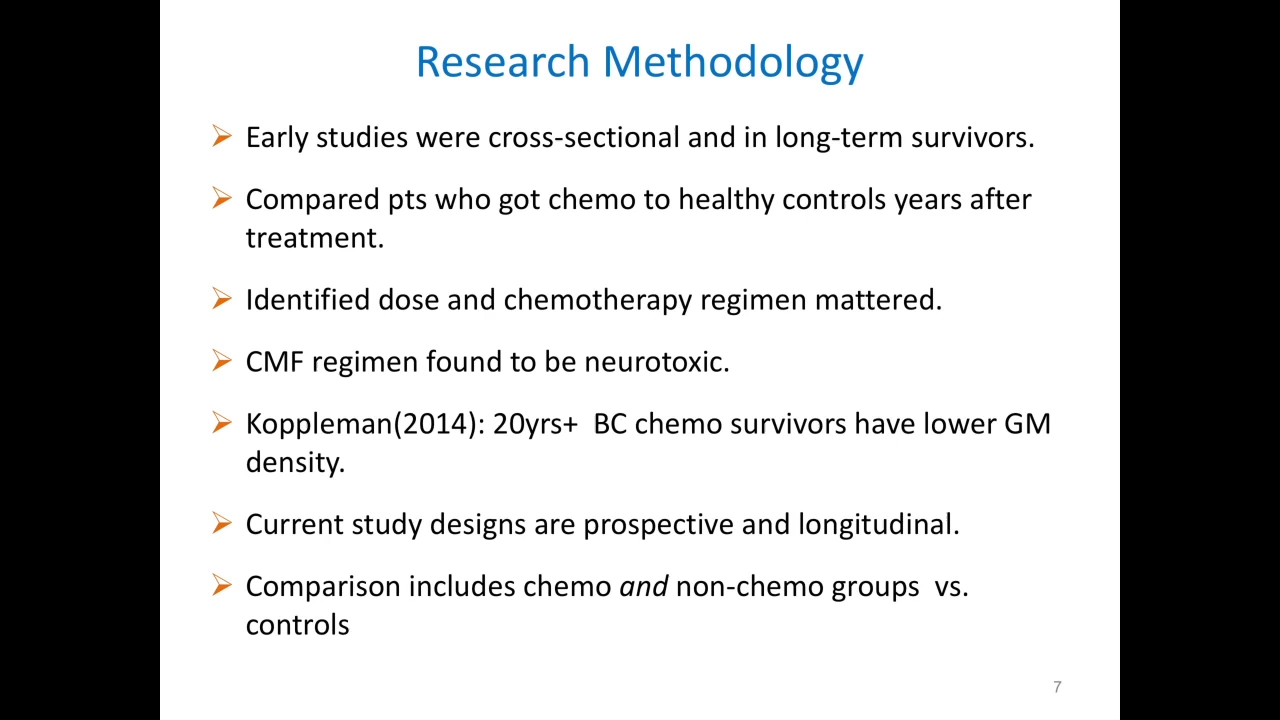 Research Methodology
Early studies were cross-sectional and in long-term survivors.
Compared pts who got chemo to healthy controls years after
treatment.
Identified dose and chemotherapy regimen mattered.
CMF regimen found to be neurotoxic.
Koppleman(2014): 20yrs+  BC chemo survivors have lower GM
density.
Current study designs are prospective and longitudinal.
Comparison includes chemo and non-chemo groups  vs.
controls
7